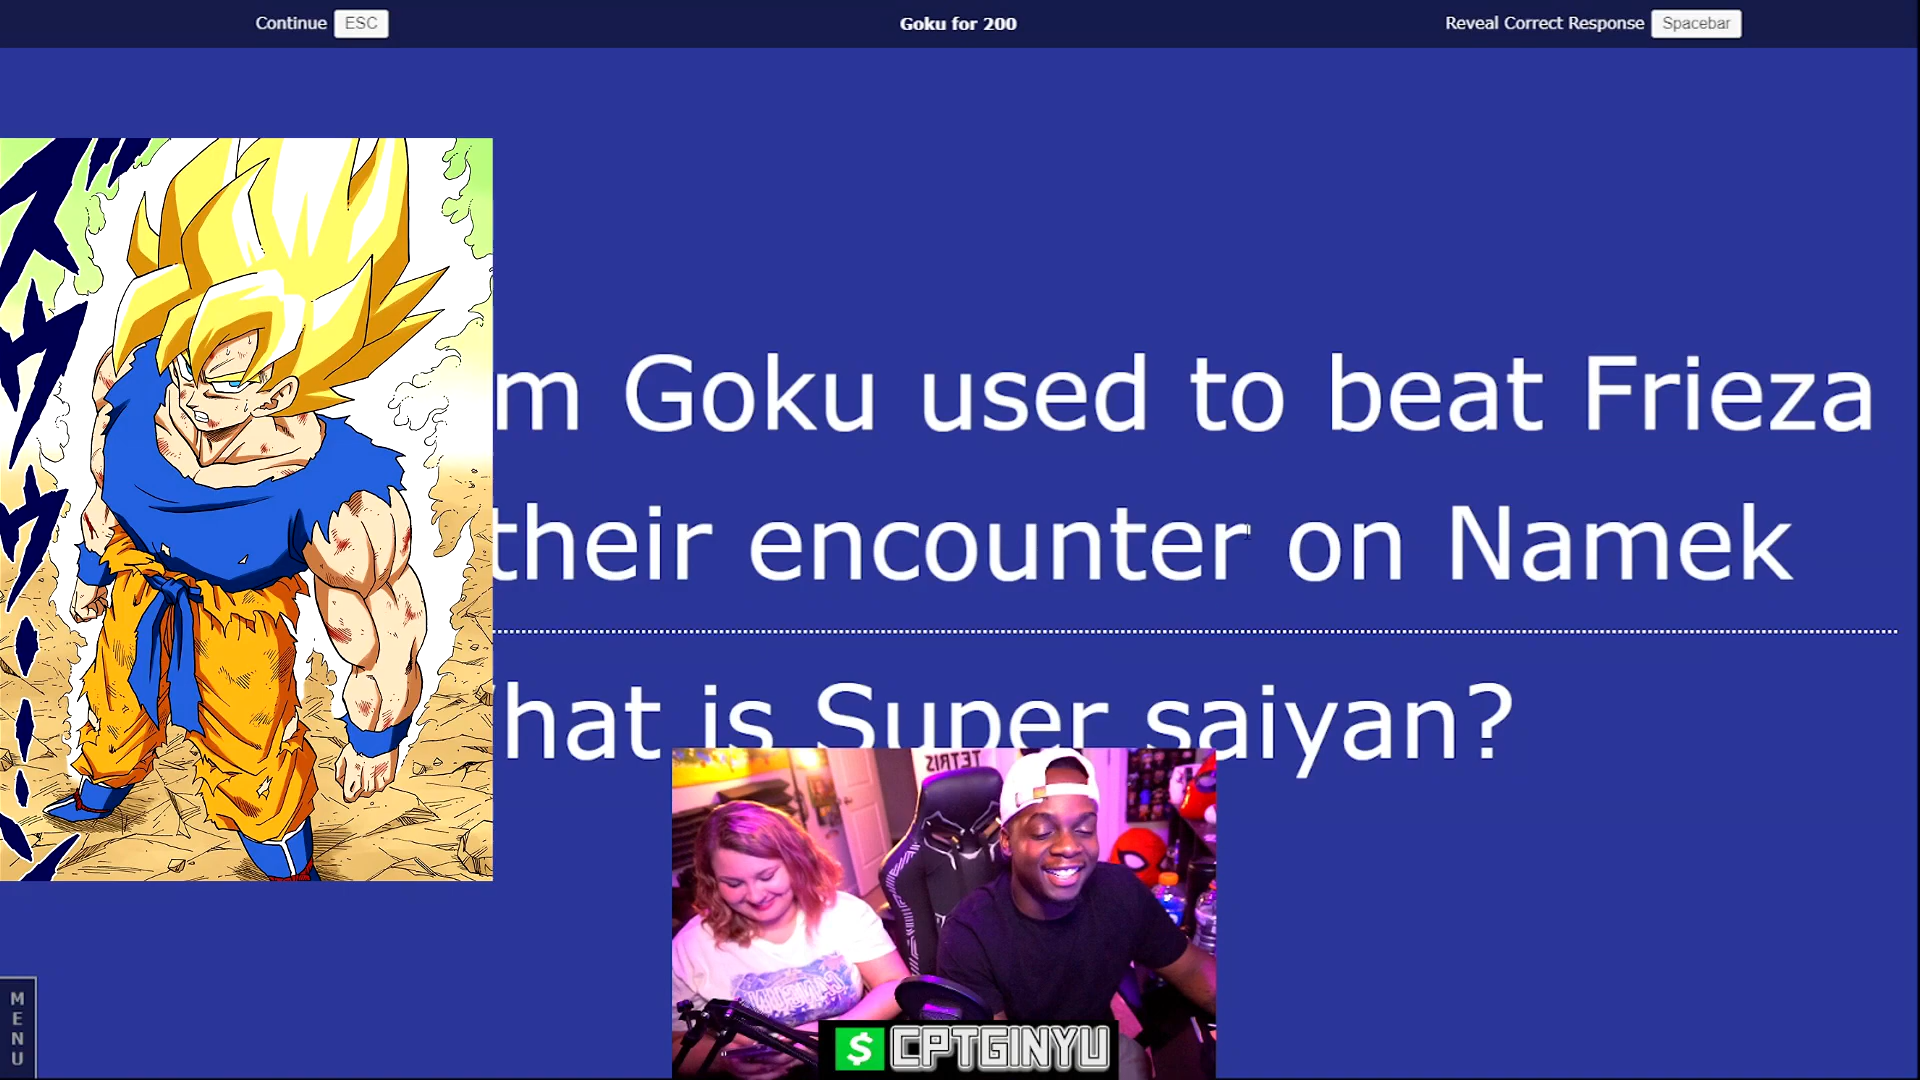 Continue ESC Goku for 200 Reveal Correct Response Spacebar
m Goku used to beat Frieza
their encounter on Namek
hat is Super saiyan?
TETRIS
MENU
$CPTGINYU